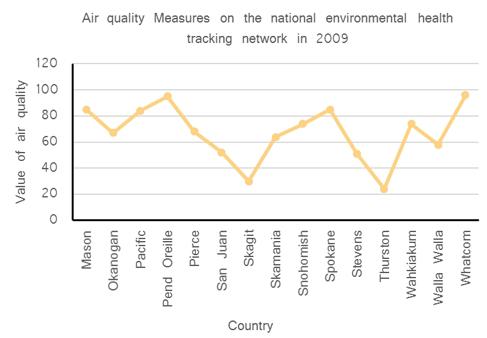 Air quality Measures on the national environmental health
tracking network in 2009
Value of air quality
120
100
80
60
40
20
0
Mason
Okanogan
Pacific
Pend Oreille
Pierce
San Juan
Skagit
Skamania
Snohomish
Spokane
Stevens
Thurston
Wahkiakum
Walla Walla
Whatcom
Country